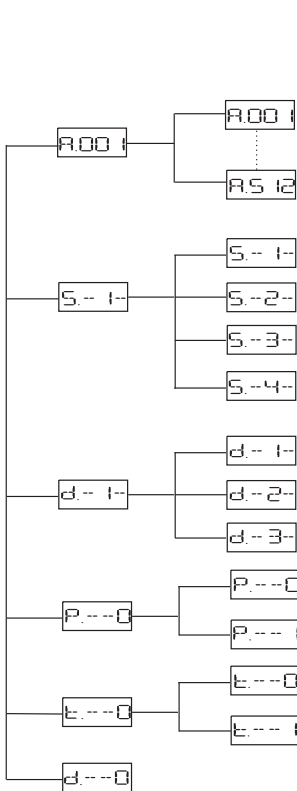 A.001
A.001
A.512
S.--1-
S.--1-
S.--2-
S.--3-
S.--4-
d.--1-
d.--1-
d.--2-
d.--3-
P.---0
P.---0
P.---1
t.---0
t.---0
t.---1
d.---0